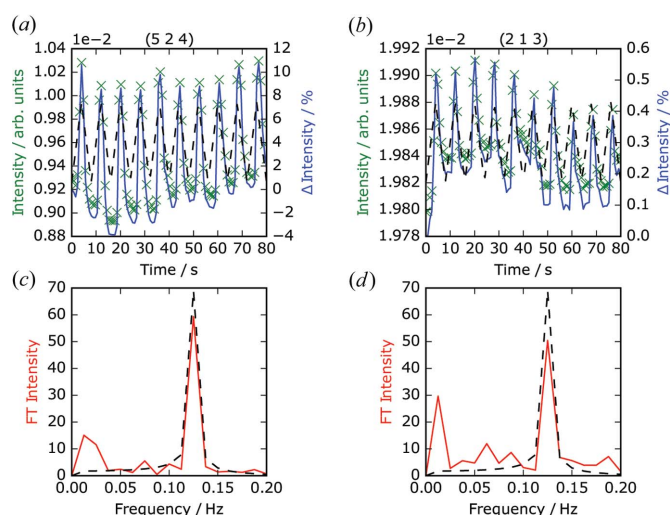 (a) 1e−2 (5 2 4)
Intensity / arb. units
1.04
1.02
1.00
0.98
0.96
0.94
0.92
0.90
0.88
12
10
8
6
4
2
0
−2
−4
Δ Intensity / %
0 10 20 30 40 50 60 70 80
Time / s
(b) 1e−2 (2 1 3)
Intensity / arb. units
1.992
1.990
1.988
1.986
1.984
1.982
1.980
1.978
0.6
0.5
0.4
0.3
0.2
0.1
0.0
Δ Intensity / %
0 10 20 30 40 50 60 70 80
Time / s
(c)
FT Intensity
70
60
50
40
30
20
10
0
0.00 0.05 0.10 0.15 0.20
Frequency / Hz
(d)
FT Intensity
70
60
50
40
30
20
10
0
0.00 0.05 0.10 0.15 0.20
Frequency / Hz